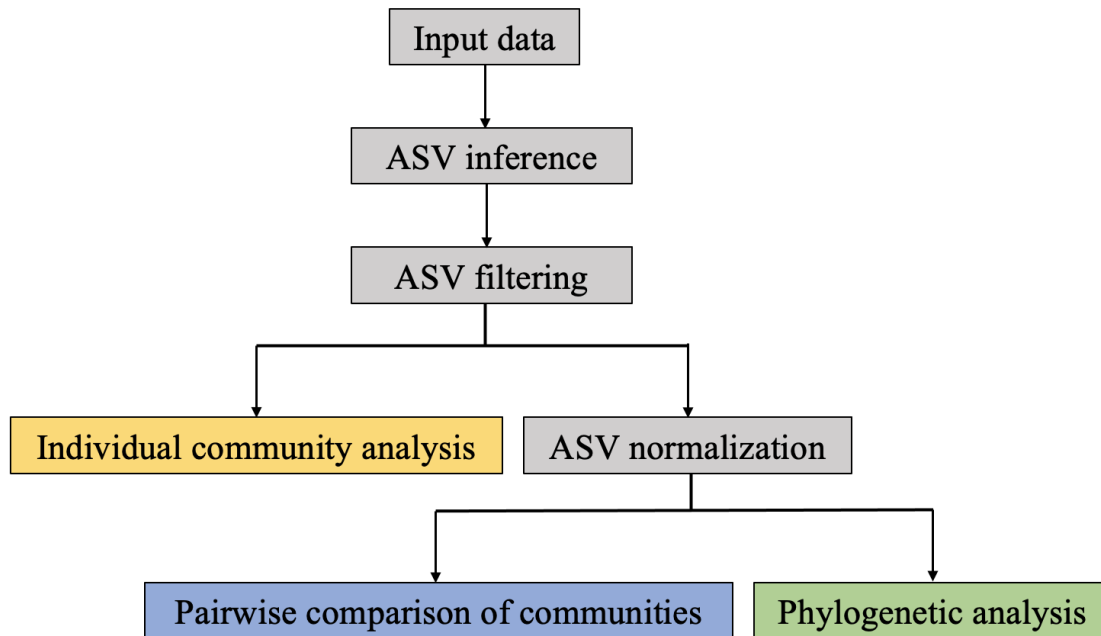 Input data
ASV inference
ASV filtering
Individual community analysis
ASV normalization
Pairwise comparison of communities
Phylogenetic analysis